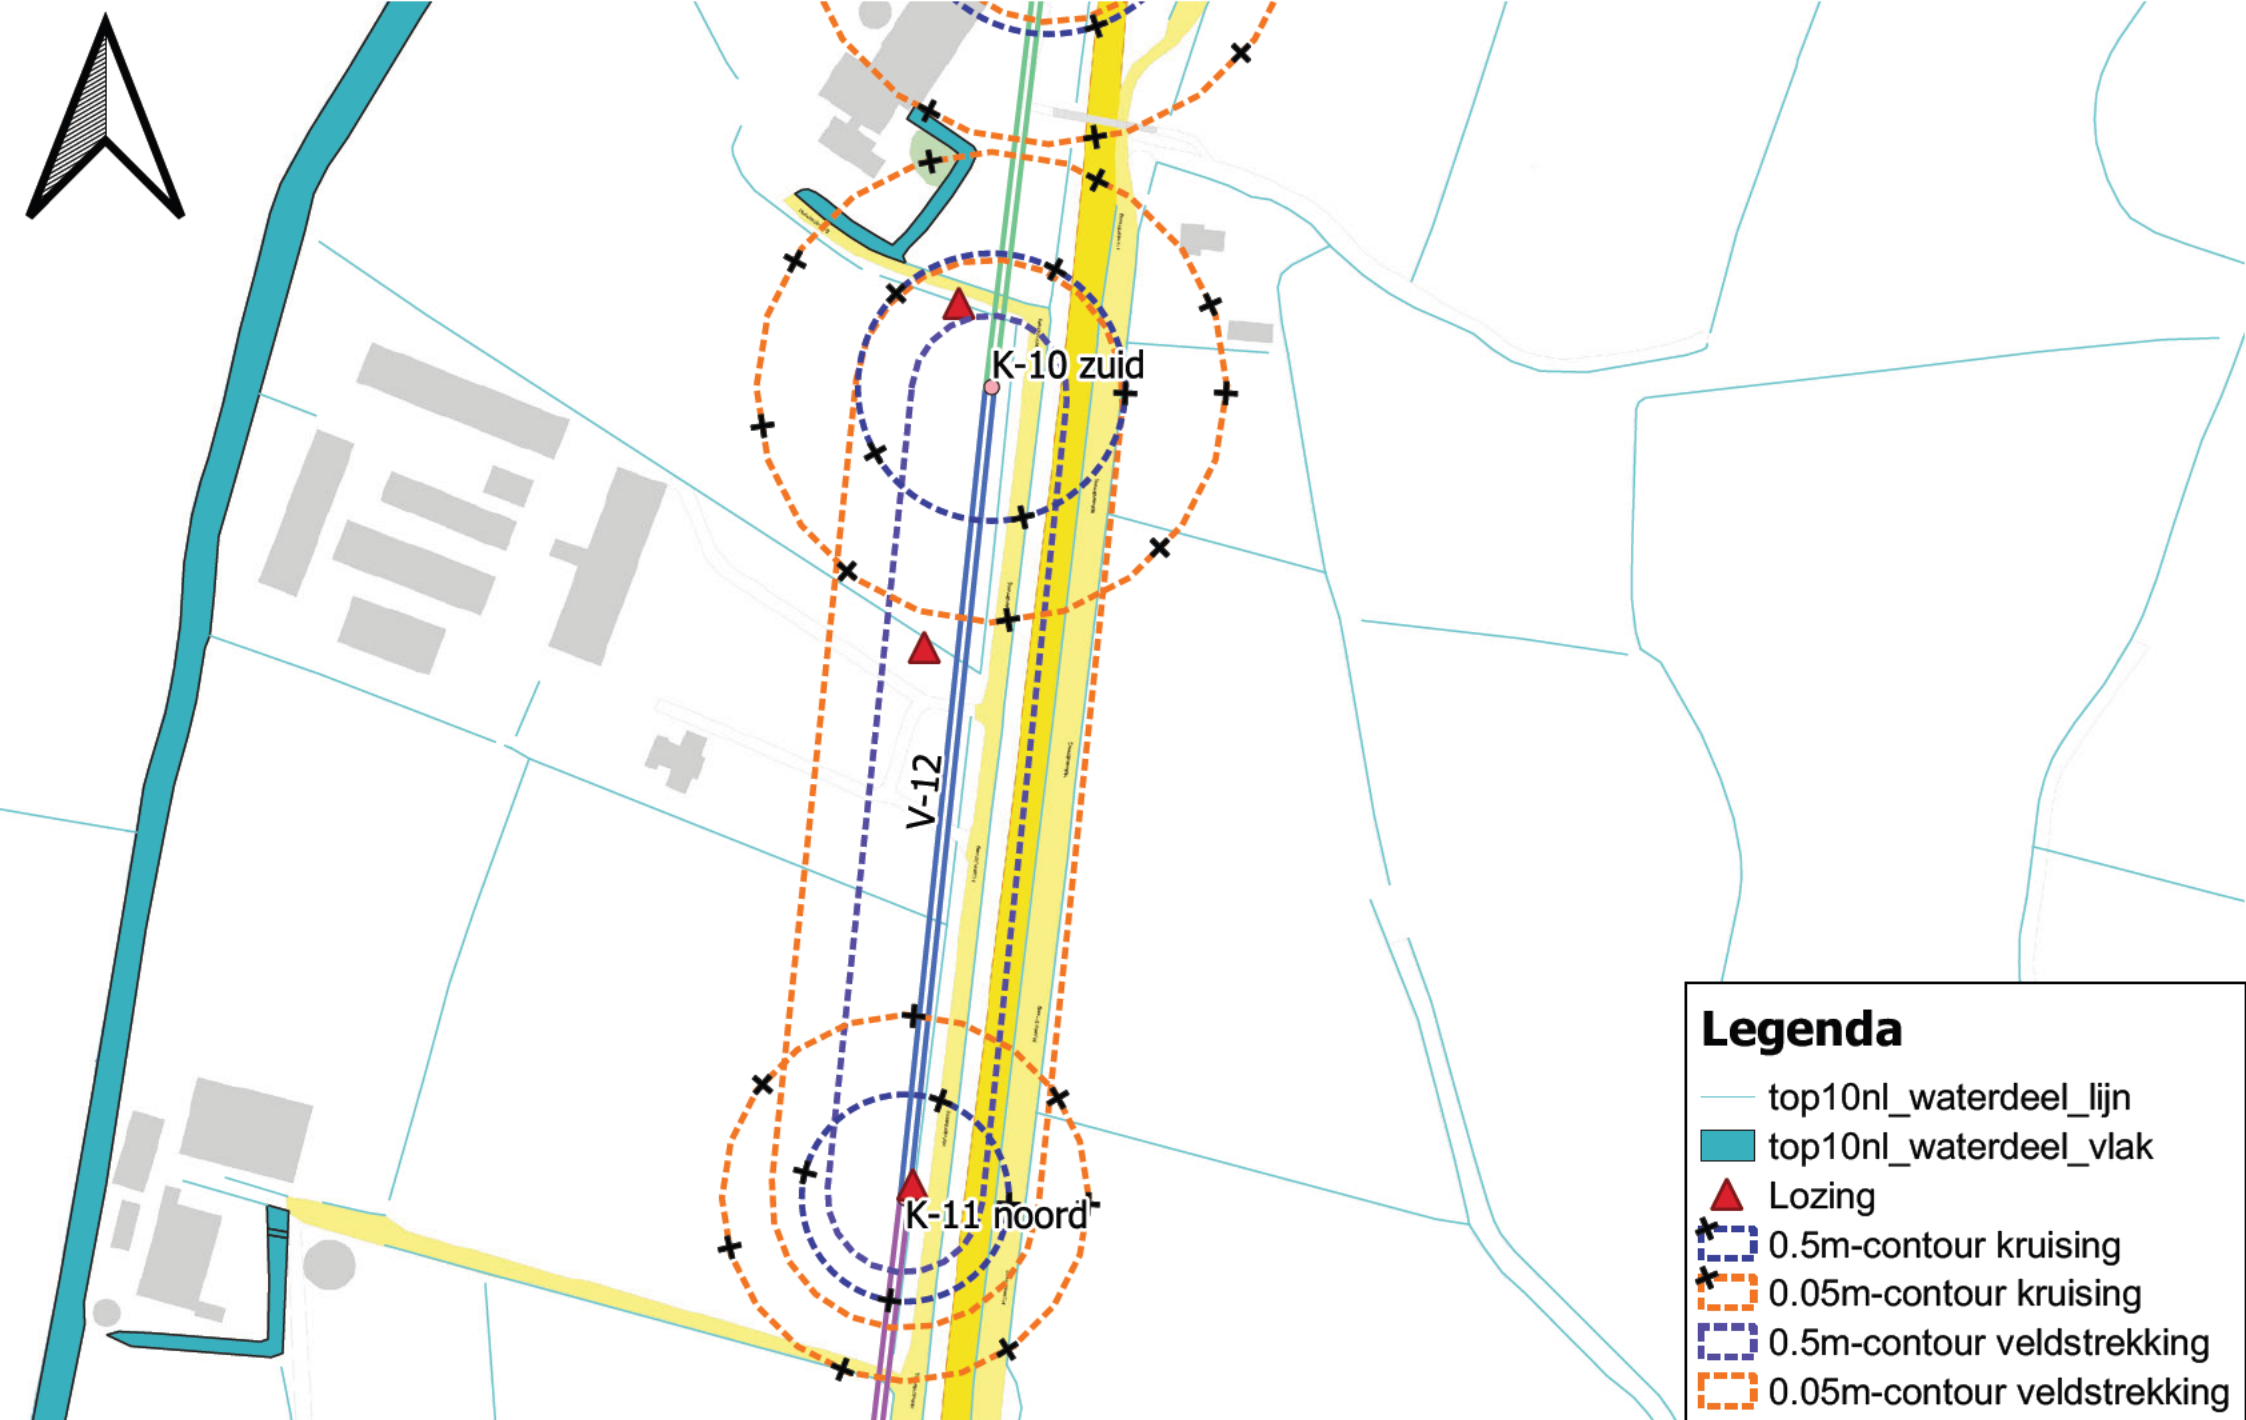 K-10 zuid
V-12
K-11 noord
Legenda
top10nl_waterdeel_lijn
top10nl_waterdeel_vlak
Lozing
0.5m-contour kruising
0.05m-contour kruising
0.5m-contour veldstrekking
0.05m-contour veldstrekking